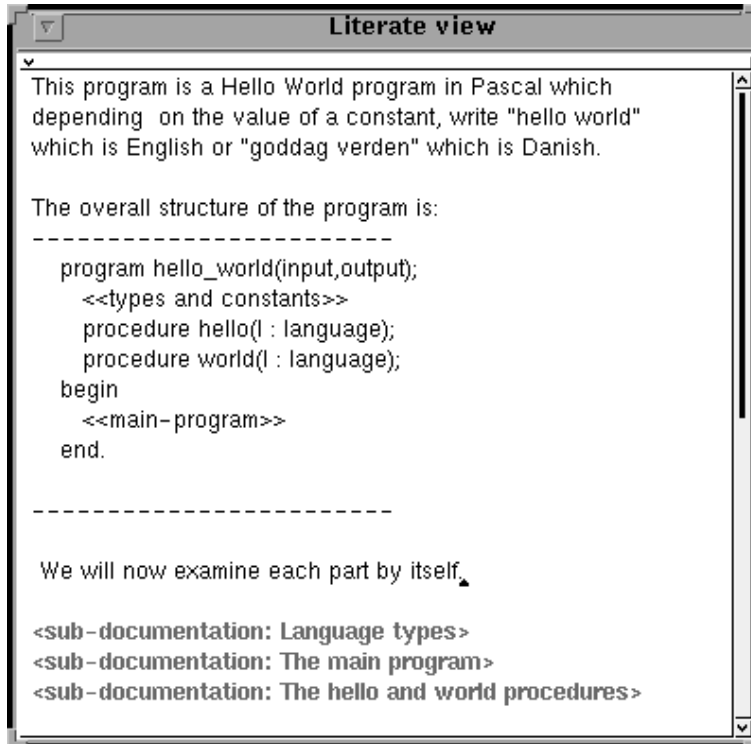 Literate view
This program is a Hello World program in Pascal which
depending  on the value of a constant, write "hello world"
which is English or "goddag verden" which is Danish.
The overall structure of the program is:
-------------------------
program hello_world(input,output);
<<types and constants>>
procedure hello(l : language);
procedure world(l : language);
begin
<<main-program>>
end.
-------------------------
We will now examine each part by itself.
<sub-documentation: Language types>
<sub-documentation: The main program>
<sub-documentation: The hello and world procedures>